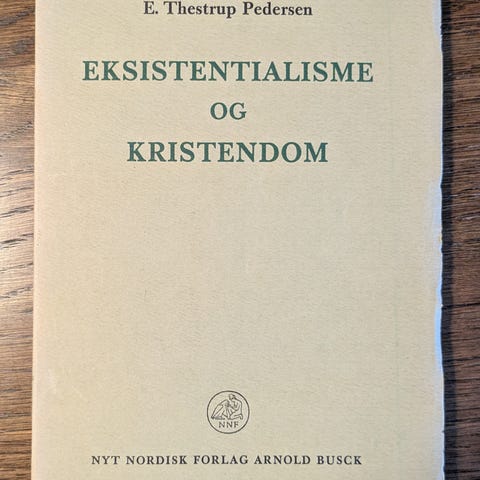 E. Thestrup Pedersen
EKSISTENTIALISME
OG
KRISTENDOM
NNF
NYT NORDISK FORLAG ARNOLD BUSCK